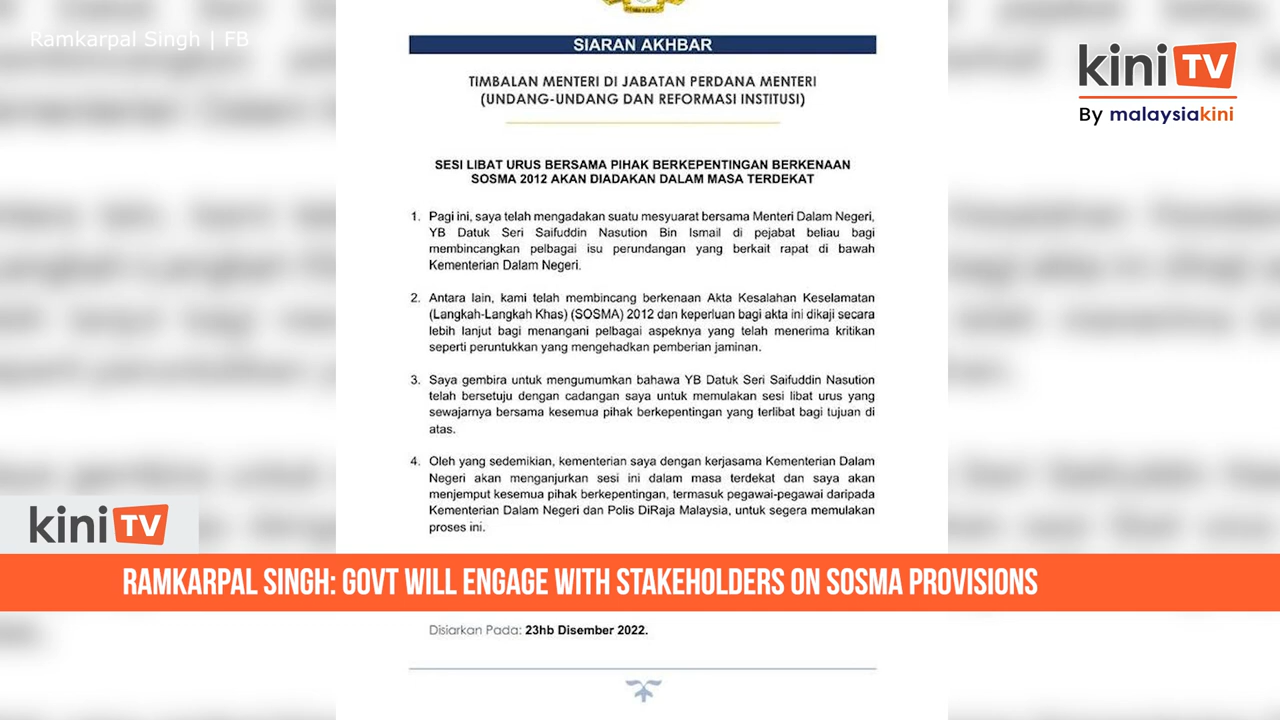 Ramkarpal Singh | FB
kini TV
By malaysiakini
SIARAN AKHBAR
TIMBALAN MENTERI DI JABATAN PERDANA MENTERI
(UNDANG-UNDANG DAN REFORMASI INSTITUSI)
SESI LIBAT URUS BERSAMA PIHAK BERKEPENTINGAN BERKENAAN
SOSMA 2012 AKAN DIADAKAN DALAM MASA TERDEKAT
1. Pagi ini, saya telah mengadakan suatu mesyuarat bersama Menteri Dalam Negeri,
YB Datuk Seri Saifuddin Nasution Bin Ismail di pejabat beliau bagi
membincangkan pelbagai isu perundangan yang berkait rapat di bawah
Kementerian Dalam Negeri.
2. Antara lain, kami telah membincang berkenaan Akta Kesalahan Keselamatan
(Langkah-Langkah Khas) (SOSMA) 2012 dan keperluan bagi akta ini dikaji secara
lebih lanjut bagi menangani pelbagai aspeknya yang telah menerima kritikan
seperti peruntukkan yang mengehadkan pemberian jaminan.
3. Saya gembira untuk mengumumkan bahawa YB Datuk Seri Saifuddin Nasution
telah bersetuju dengan cadangan saya untuk memulakan sesi libat urus yang
sewajarnya bersama kesemua pihak berkepentingan yang terlibat bagi tujuan di
atas.
4. Oleh yang sedemikian, kementerian saya dengan kerjasama Kementerian Dalam
Negeri akan menganjurkan sesi ini dalam masa terdekat dan saya akan
menjemput kesemua pihak berkepentingan, termasuk pegawai-pegawai daripada
Kementerian Dalam Negeri dan Polis DiRaja Malaysia, untuk segera memulakan
proses ini.
kini TV
RAMKARPAL SINGH: GOVT WILL ENGAGE WITH STAKEHOLDERS ON SOSMA PROVISIONS
Disiarkan Pada: 23hb Disember 2022.